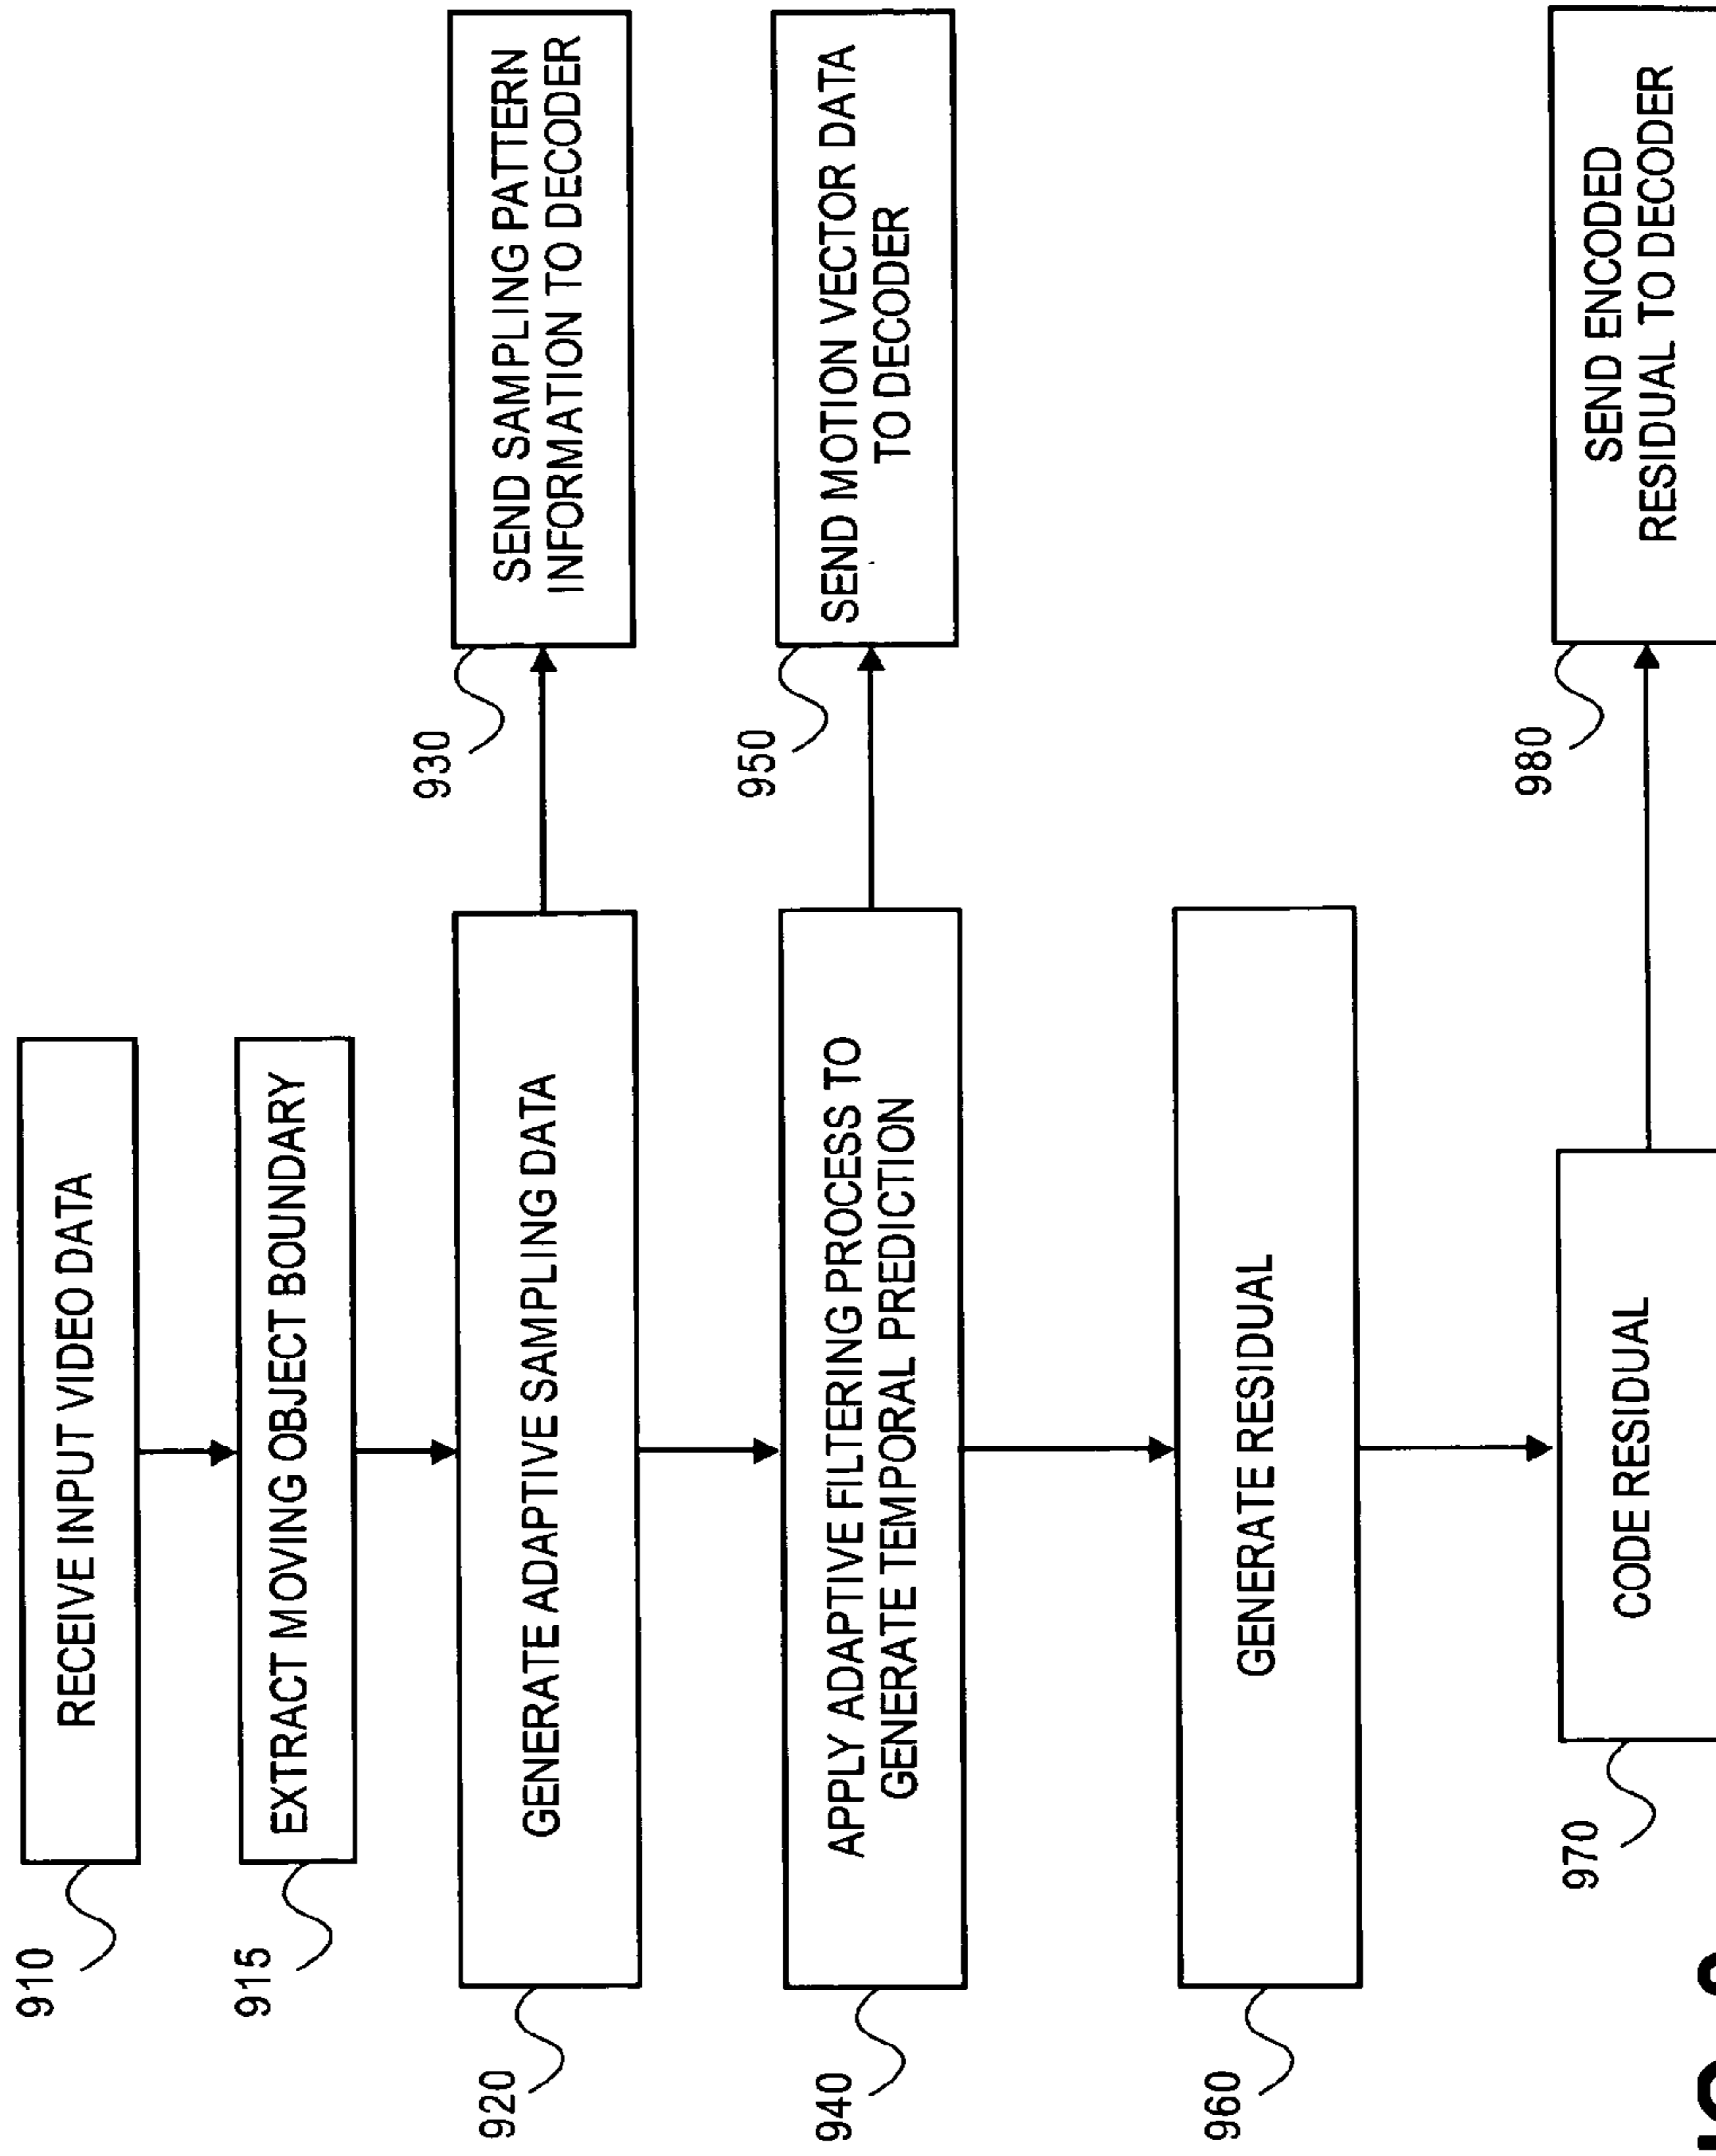 910
RECEIVE INPUT VIDEO DATA
915
EXTRACT MOVING OBJECT BOUNDARY
920
GENERATE ADAPTIVE SAMPLING DATA
930
SEND SAMPLING PATTERN
INFORMATION TO DECODER
940
APPLY ADAPTIVE FILTERING PROCESS TO
GENERATE TEMPORAL PREDICTION
950
SEND MOTION VECTOR DATA
TO DECODER
960
GENERATE RESIDUAL
970
CODE RESIDUAL
980
SEND ENCODED
RESIDUAL TO DECODER